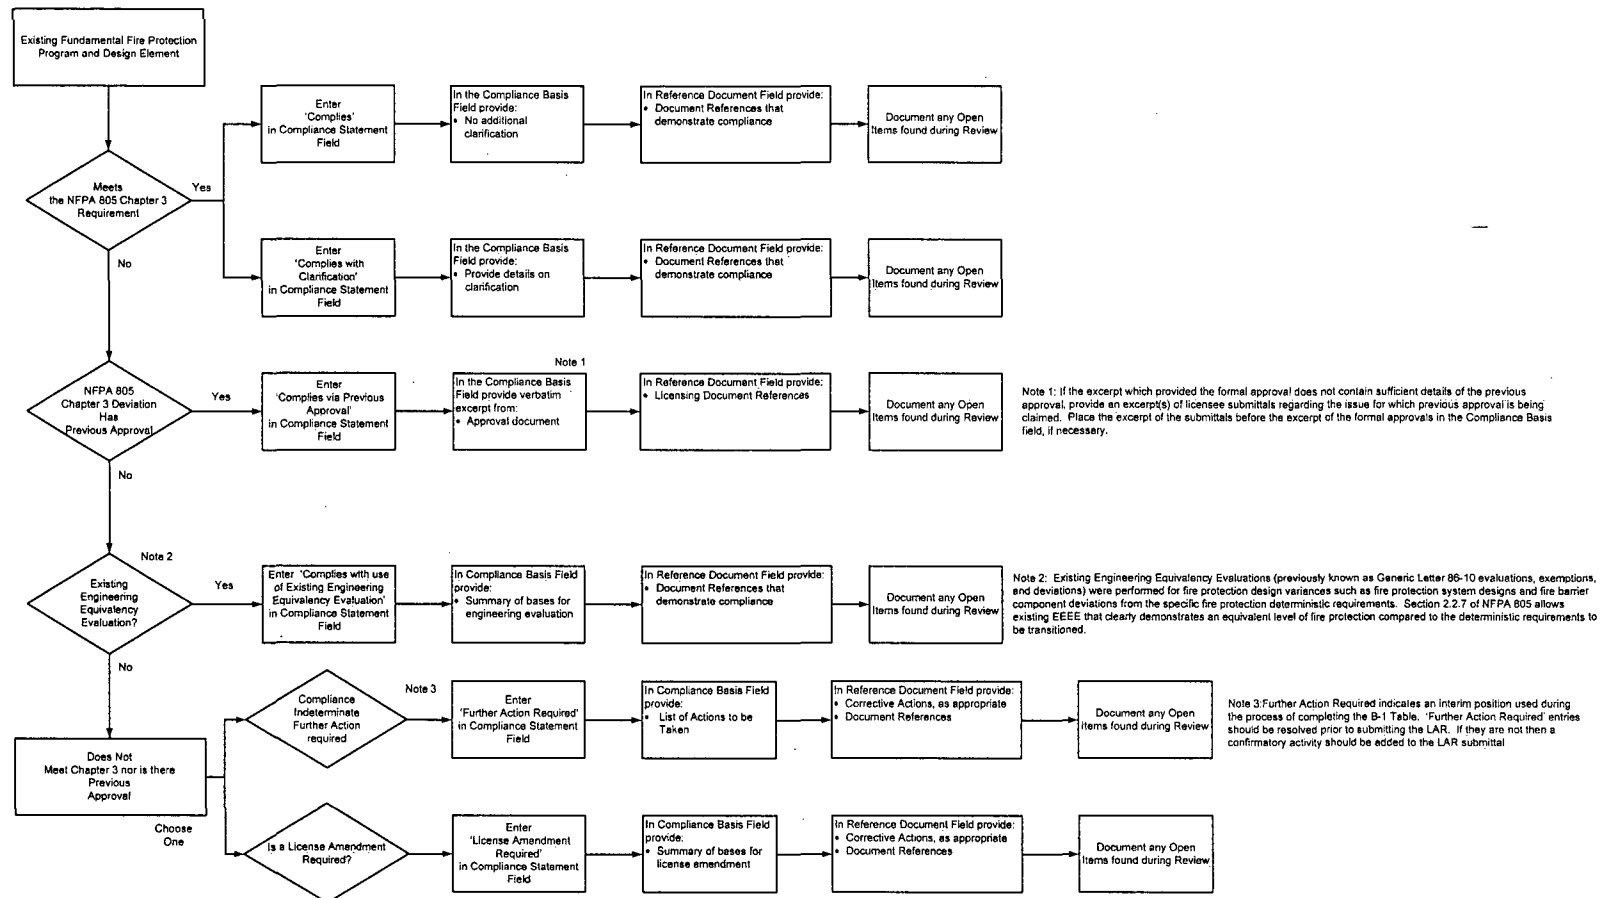 Existing Fundamental Fire Protection
Program and Design Element
Meets
the NFPA 805 Chapter 3
Requirement
Yes
No
Enter
'Complies'
in Compliance Statement
Field
In the Compliance Basis
Field provide:
• No additional
clarification
In Reference Document Field provide:
• Document References that
demonstrate compliance
Document any Open
Items found during Review
Enter
'Complies with
Clarification'
in Compliance Statement
Field
In the Compliance Basis
Field provide:
• Provide details on
clarification
In Reference Document Field provide:
• Document References that
demonstrate compliance
Document any Open
Items found during Review
NFPA 805
Chapter 3 Deviation
Has
Previous Approval
Yes
No
Enter
'Complies via Previous
Approval'
in Compliance Statement
Field
Note 1
In the Compliance Basis
Field provide verbatim
excerpt from:
• Approval document
In Reference Document Field provide:
• Licensing Document References
Document any Open
Items found during Review
Note 1: If the excerpt which provided the formal approval does not contain sufficient details of the previous
approval, provide an excerpt(s) of licensee submittals regarding the issue for which previous approval is being
claimed. Place the excerpt of the submittals before the excerpt of the formal approvals in the Compliance Basis
field, if necessary.
Note 2
Existing
Engineering
Equivalency
Evaluation?
Yes
No
Enter 'Complies with use
of Existing Engineering
Equivalency Evaluation'
in Compliance Statement
Field
In Compliance Basis Field
provide:
• Summary of bases for
engineering evaluation
In Reference Document Field provide:
• Document References that
demonstrate compliance
Document any Open
Items found during Review
Note 2: Existing Engineering Equivalency Evaluations (previously known as Generic Letter 86-10 evaluations, exemptions,
and deviations) were performed for fire protection design variances such as fire protection system designs and fire barrier
component deviations from the specific fire protection deterministic requirements. Section 2.2.7 of NFPA 805 allows
existing EEEE that clearly demonstrates an equivalent level of fire protection compared to the deterministic requirements to
be transitioned.
Does Not
Meet Chapter 3 nor is there
Previous
Approval
Choose
One
Compliance
Indeterminate
Further Action
required
Note 3
Enter
'Further Action Required'
in Compliance Statement
Field
In Compliance Basis Field
provide:
• List of Actions to be
Taken
In Reference Document Field provide:
• Corrective Actions, as appropriate
• Document References
Document any Open
Items found during Review
Note 3:Further Action Required indicates an interim position used during
the process of completing the B-1 Table. 'Further Action Required' entries
should be resolved prior to submitting the LAR. If they are not then a
confirmatory activity should be added to the LAR submittal
Is a License Amendment
Required?
Enter
'License Amendment
Required'
in Compliance Statement
Field
In Compliance Basis Field
provide:
• Summary of bases for
license amendment
In Reference Document Field provide:
• Corrective Actions, as appropriate
• Document References
Document any Open
Items found during Review